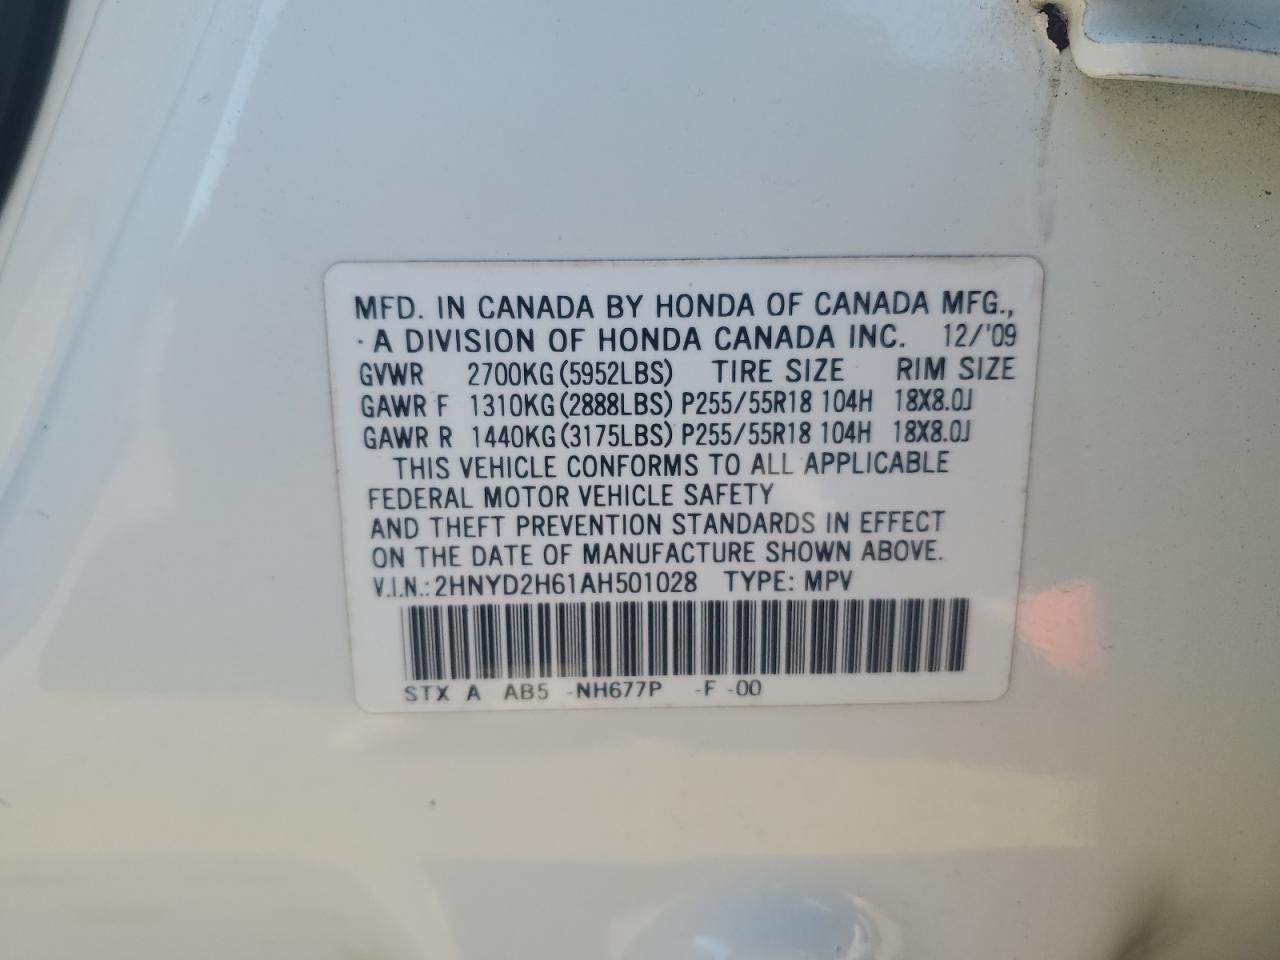 MFD. IN CANADA BY HONDA OF CANADA MFG.,
A DIVISION OF HONDA CANADA INC. 12/'09
GVWR 2700KG (5952LBS) TIRE SIZE RIM SIZE
GAWR F 1310KG (2888LBS) P255/55R18 104H 18X8.0J
GAWR R 1440KG (3175LBS) P255/55R18 104H 18X8.0J
THIS VEHICLE CONFORMS TO ALL APPLICABLE
FEDERAL MOTOR VEHICLE SAFETY
AND THEFT PREVENTION STANDARDS IN EFFECT
ON THE DATE OF MANUFACTURE SHOWN ABOVE.
V.I.N.: 2HNYD2H61AH501028 TYPE: MPV
STX A AB5 -NH677P -F -00